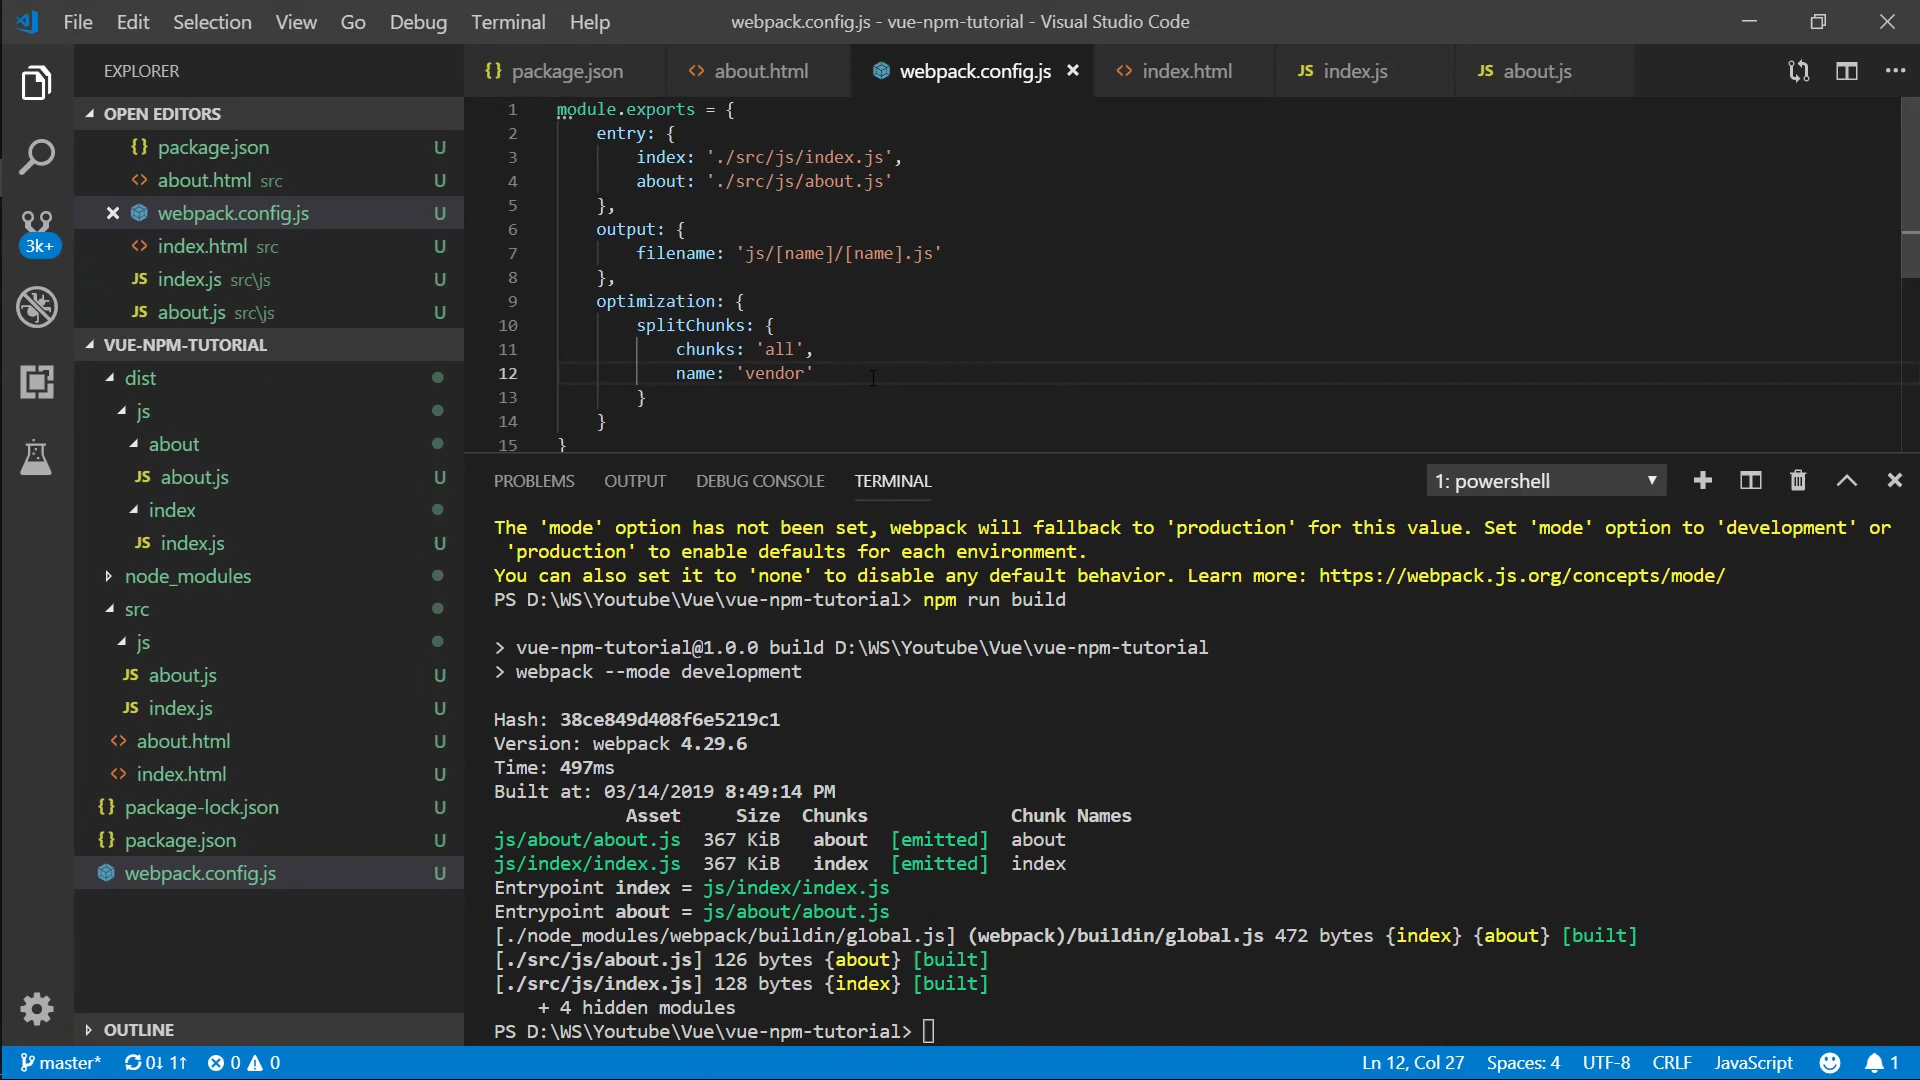 File Edit Selection View Go Debug Terminal Help
webpack.config.js - vue-npm-tutorial - Visual Studio Code
EXPLORER
OPEN EDITORS
{} package.json U
<> about.html src U
webpack.config.js U
<> index.html src U
JS index.js src\js U
JS about.js src\js U
3k+
VUE-NPM-TUTORIAL
dist
js
about
JS about.js U
index
JS index.js U
node_modules
src
js
JS about.js U
JS index.js U
<> about.html U
<> index.html U
{} package-lock.json U
{} package.json U
webpack.config.js U
OUTLINE
{} package.json <> about.html webpack.config.js <> index.html JS index.js JS about.js
1 module.exports = {
2 entry: {
3 index: './src/js/index.js',
4 about: './src/js/about.js'
5 },
6 output: {
7 filename: 'js/[name]/[name].js'
8 },
9 optimization: {
10 splitChunks: {
11 chunks: 'all',
12 name: 'vendor'
13 }
14 }
15 }
PROBLEMS OUTPUT DEBUG CONSOLE TERMINAL 1: powershell
The 'mode' option has not been set, webpack will fallback to 'production' for this value. Set 'mode' option to 'development' or
'production' to enable defaults for each environment.
You can also set it to 'none' to disable any default behavior. Learn more: https://webpack.js.org/concepts/mode/
PS D:\WS\Youtube\Vue\vue-npm-tutorial> npm run build
> vue-npm-tutorial@1.0.0 build D:\WS\Youtube\Vue\vue-npm-tutorial
> webpack --mode development
Hash: 38ce849d408f6e5219c1
Version: webpack 4.29.6
Time: 497ms
Built at: 03/14/2019 8:49:14 PM
Asset Size Chunks Chunk Names
js/about/about.js 367 KiB about [emitted] about
js/index/index.js 367 KiB index [emitted] index
Entrypoint index = js/index/index.js
Entrypoint about = js/about/about.js
[./node_modules/webpack/buildin/global.js] (webpack)/buildin/global.js 472 bytes {index} {about} [built]
[./src/js/about.js] 126 bytes {about} [built]
[./src/js/index.js] 128 bytes {index} [built]
+ 4 hidden modules
PS D:\WS\Youtube\Vue\vue-npm-tutorial>
master* 0↓ 1↑ 0 0 Ln 12, Col 27 Spaces: 4 UTF-8 CRLF JavaScript 1